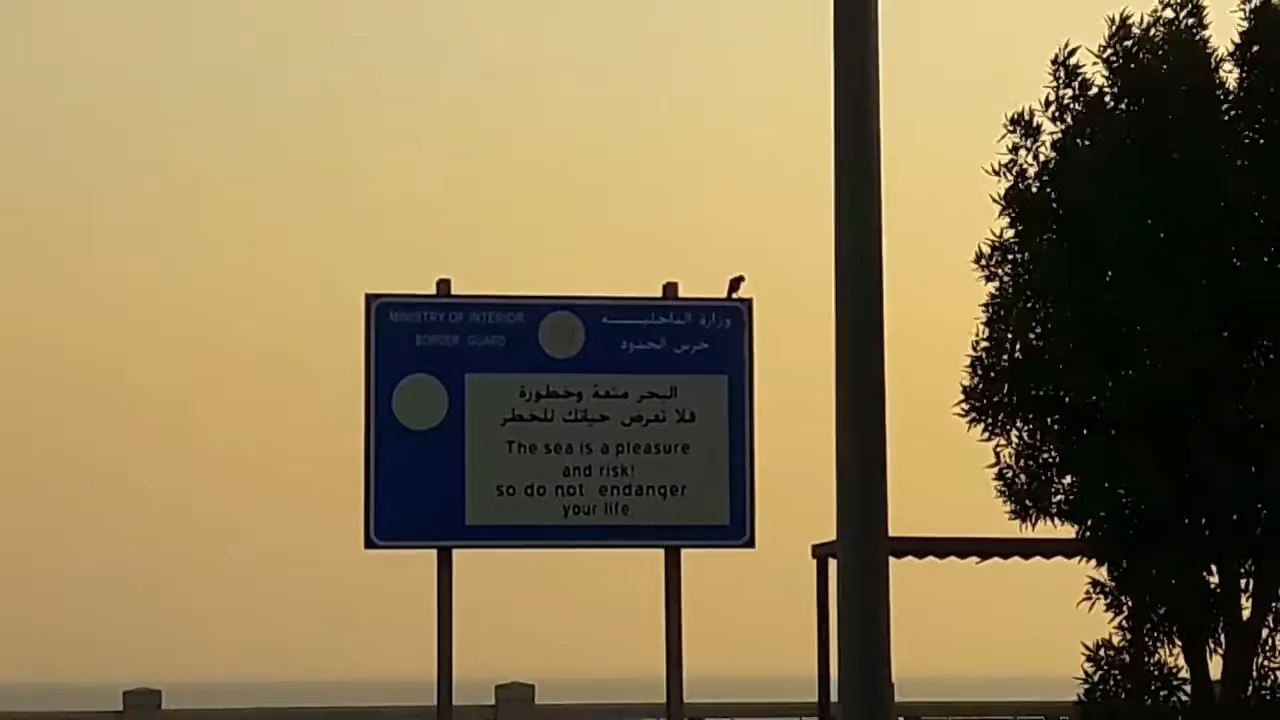 MINISTRY OF INTERIOR
BORDER GUARD
وزارة الداخليـــــة
حرس الحدود
البحر متعة وخطورة
فلا تعرض حياتك للخطر
The sea is a pleasure
and risk!
so do not endanger
your life